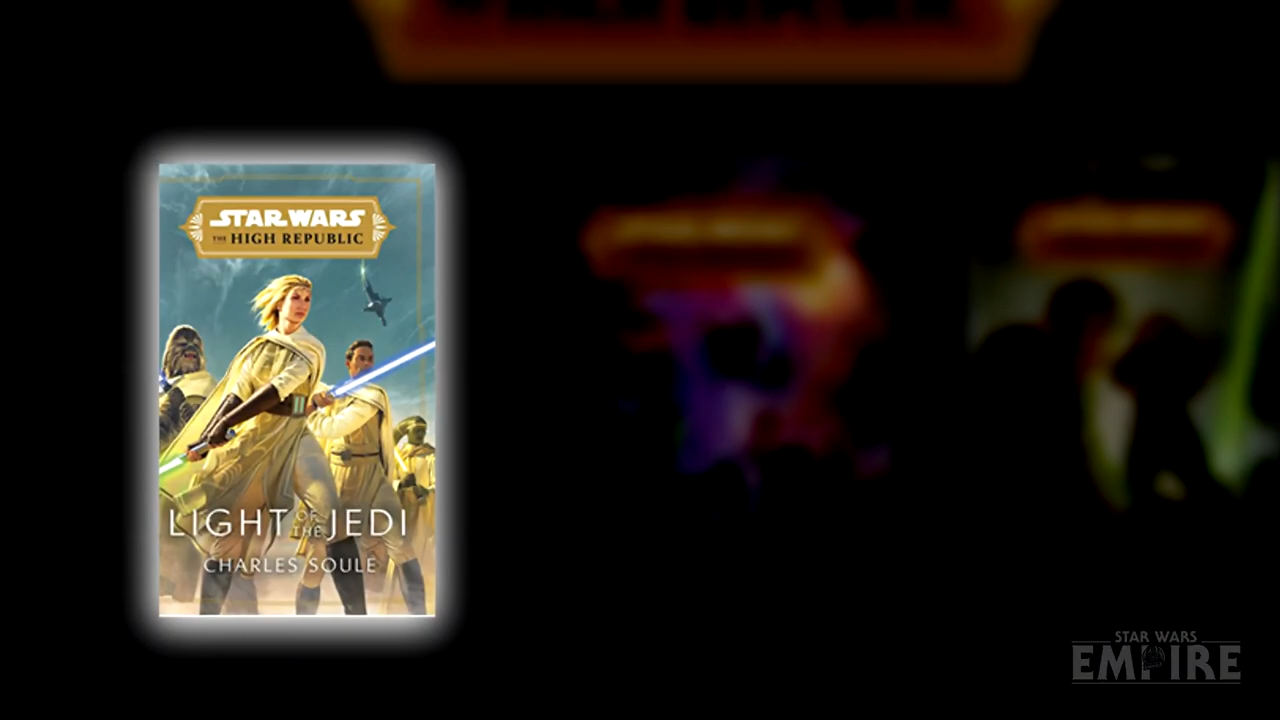 STAR WARS
THE HIGH REPUBLIC
LIGHT OF THE JEDI
CHARLES SOULE
STAR WARS
EMPIRE